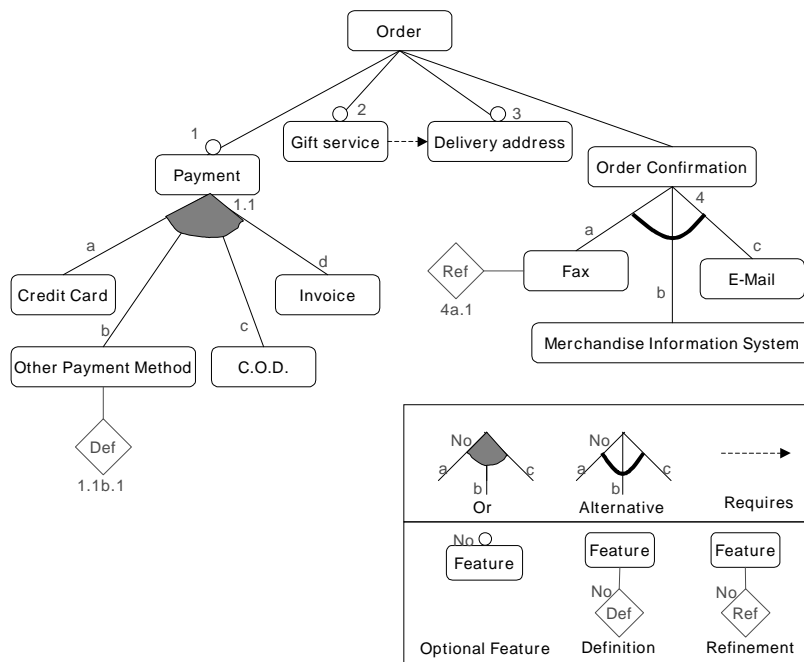 Order
1
2
3
Gift service
Delivery address
Payment
Order Confirmation
1.1
4
a
b
c
d
a
b
c
Credit Card
Invoice
Ref
4a.1
Fax
E-Mail
Other Payment Method
C.O.D.
Merchandise Information System
Def
1.1b.1
No
a
b
c
Or
No
a
b
c
Alternative
Requires
No
Feature
Optional Feature
Feature
No
Def
Definition
Feature
No
Ref
Refinement